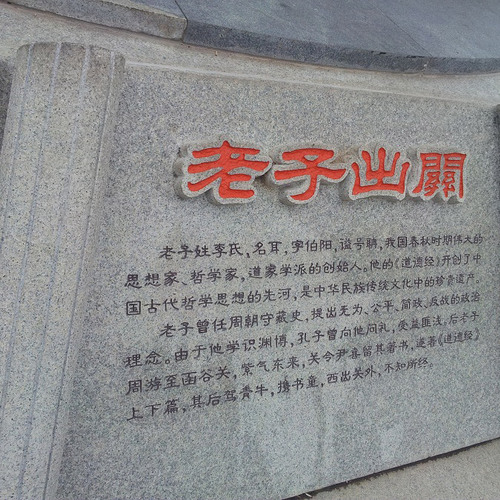 老子出關
老子姓李氏，名耳，字伯阳，谥号聃，我国春秋时期伟大的
思想家、哲学家，道家学派的创始人。他的《道德经》开创了中
国古代哲学思想的先河，是中华民族传统文化中的珍贵遗产。
老子曾任周朝守藏史，提出无为、公平、简政、反战的政治
理念。由于他学识渊博，孔子曾向他问礼，受益匪浅。后老子
周游至函谷关，紫气东来，关令尹喜留其著书，遂著《道德经》
上下篇，其后驾青牛，携书童，西出关外，不知所终。